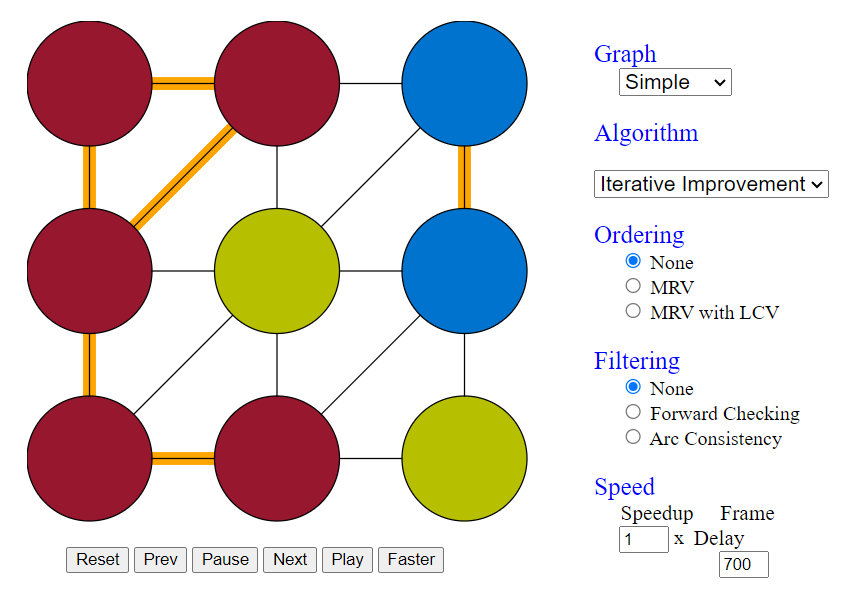 Graph
Simple
Algorithm
Iterative Improvement
Ordering
None
MRV
MRV with LCV
Filtering
None
Forward Checking
Arc Consistency
Speed
Speedup Frame
1 x Delay
700
Reset Prev Pause Next Play Faster